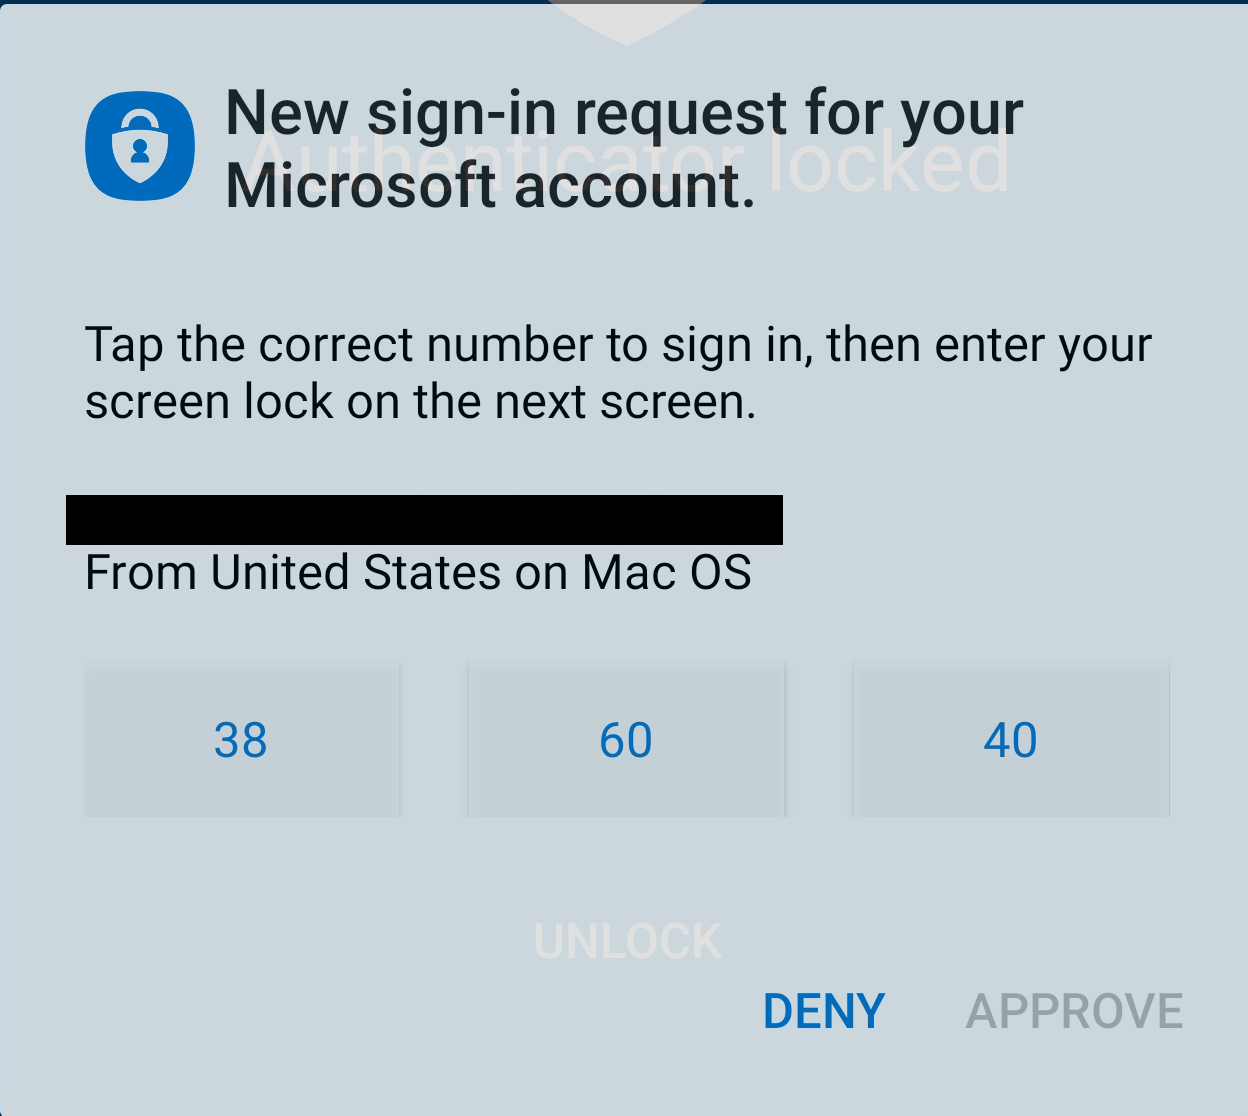 New sign-in request for your
Authenticator locked
Microsoft account.
Tap the correct number to sign in, then enter your
screen lock on the next screen.
From United States on Mac OS
38 60 40
UNLOCK
DENY APPROVE